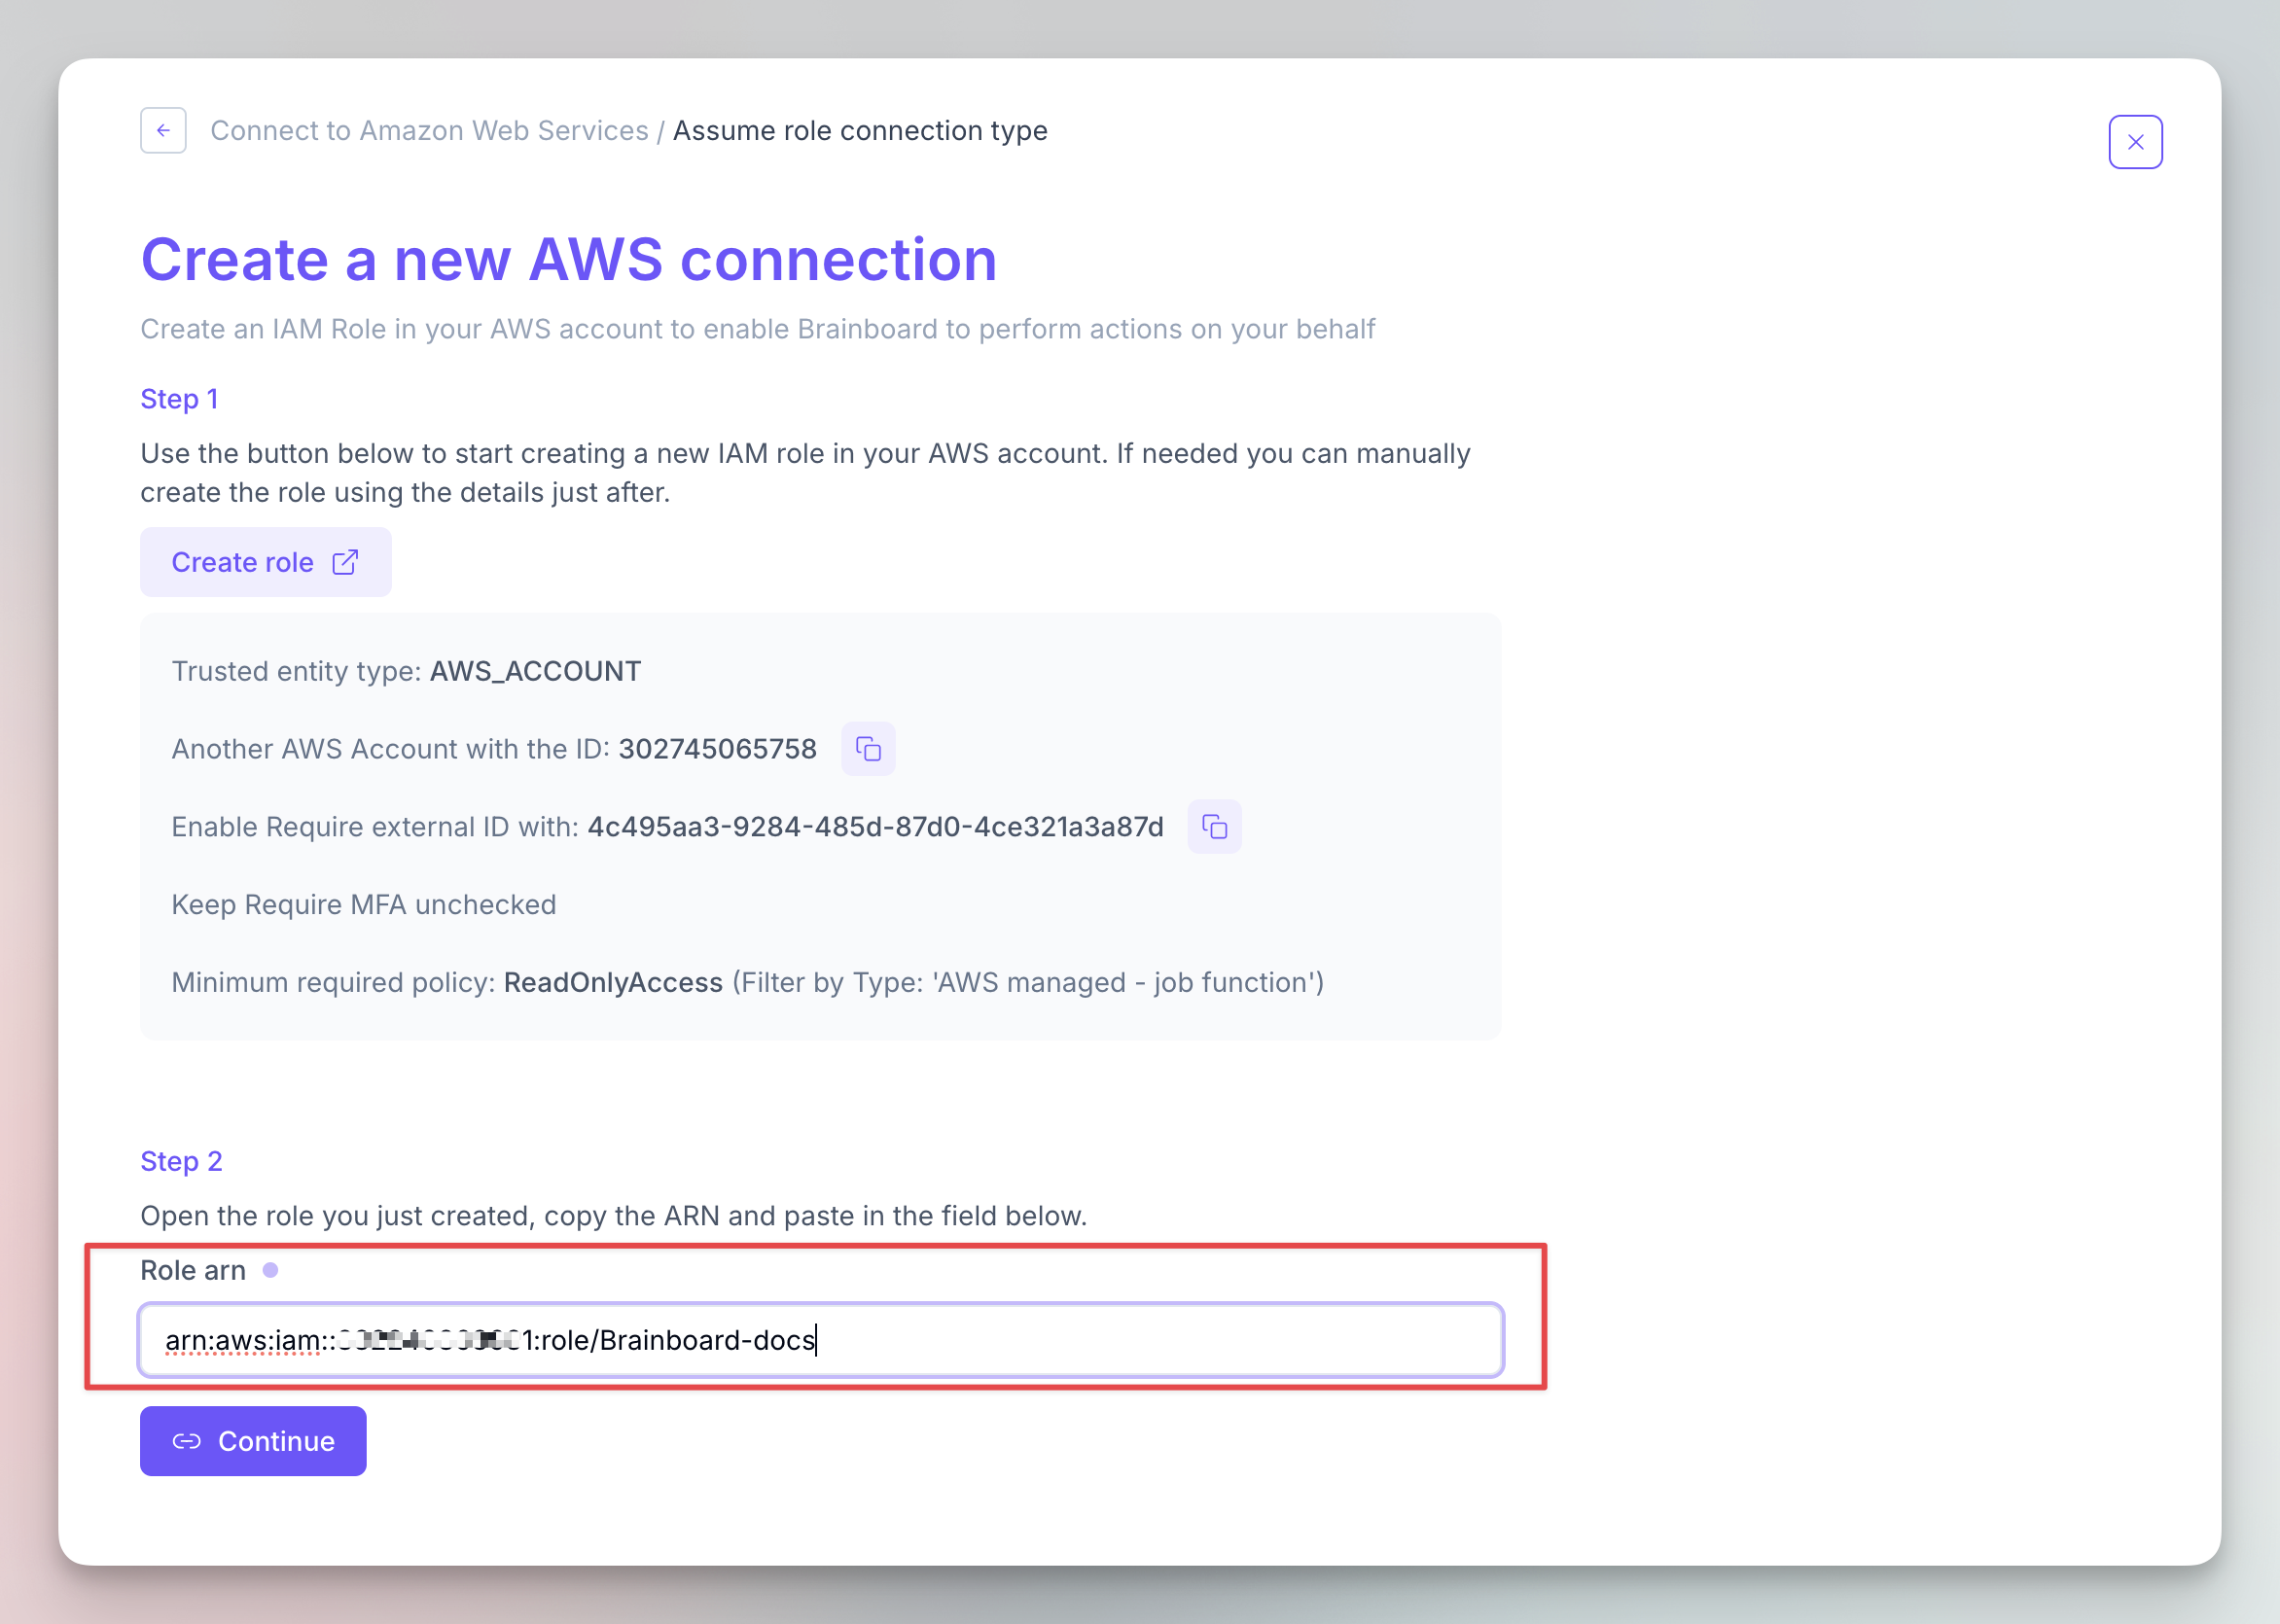 Connect to Amazon Web Services / Assume role connection type
Create a new AWS connection
Create an IAM Role in your AWS account to enable Brainboard to perform actions on your behalf
Step 1
Use the button below to start creating a new IAM role in your AWS account. If needed you can manually
create the role using the details just after.
Create role
Trusted entity type: AWS_ACCOUNT
Another AWS Account with the ID: 302745065758
Enable Require external ID with: 4c495aa3-9284-485d-87d0-4ce321a3a87d
Keep Require MFA unchecked
Minimum required policy: ReadOnlyAccess (Filter by Type: 'AWS managed - job function')
Step 2
Open the role you just created, copy the ARN and paste in the field below.
Role arn
arn:aws:iam:: 1:role/Brainboard-docs
Continue